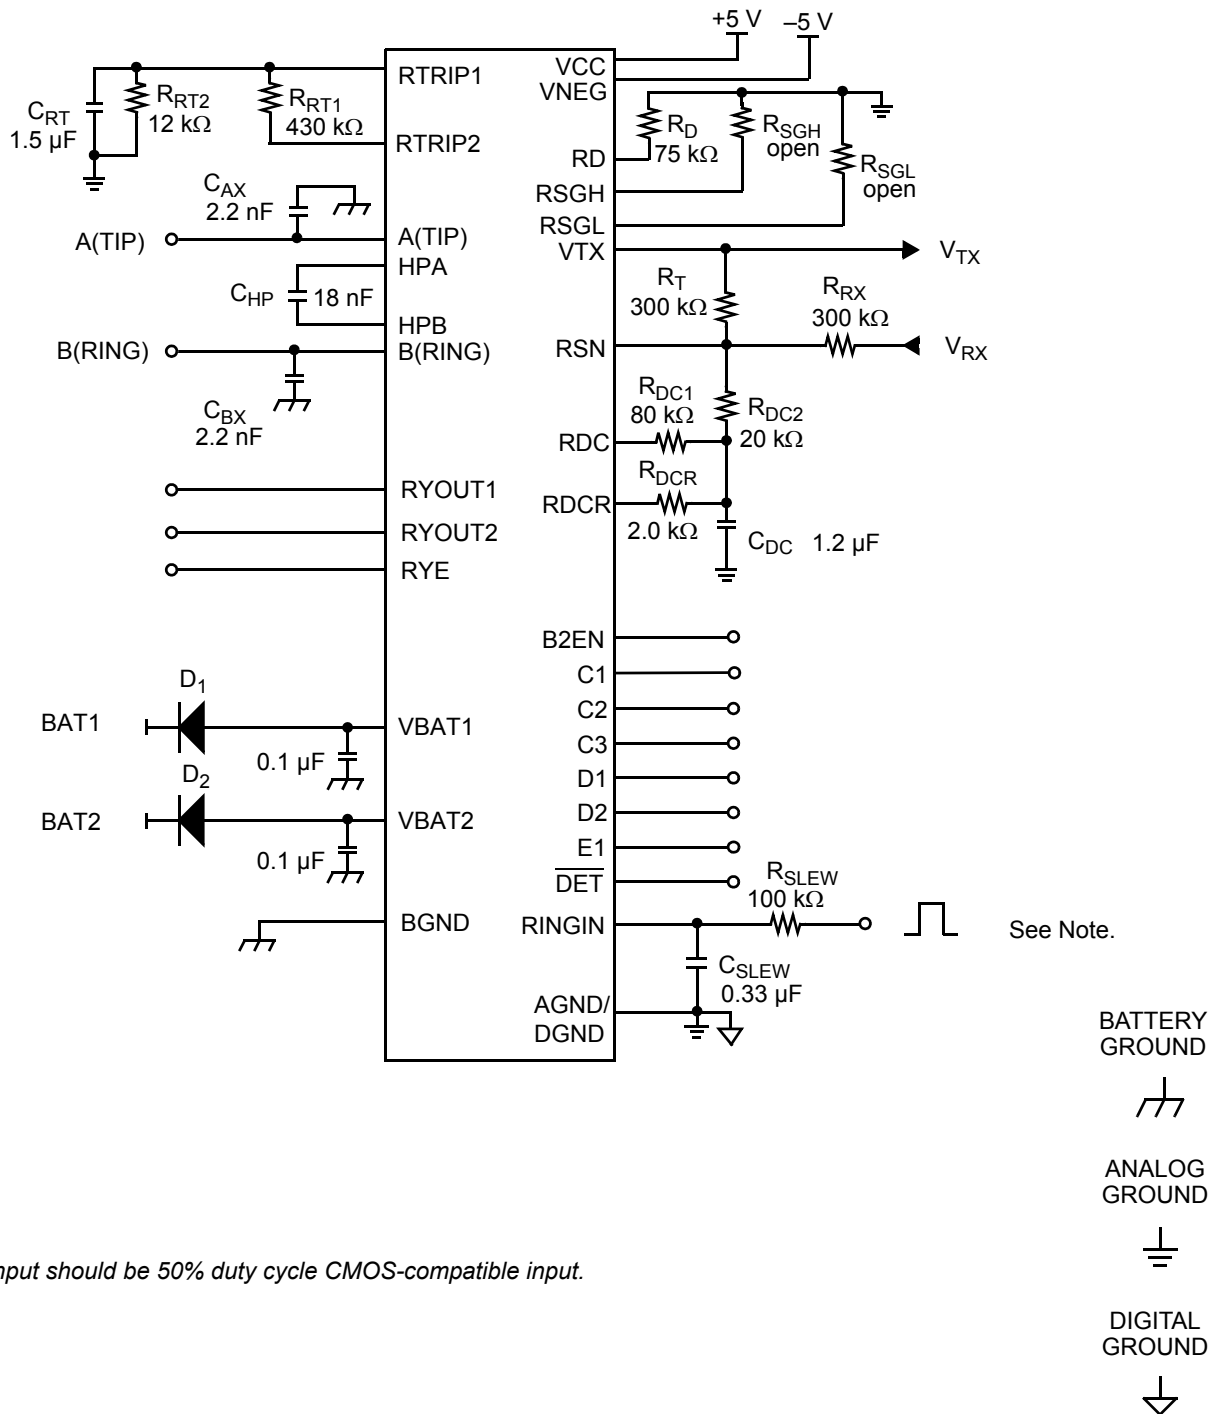 +5 V
–5 V
RTRIP1
VCC
VNEG
CRT
1.5 µF
RRT2
12 kΩ
RRT1
430 kΩ
RTRIP2
RD
75 kΩ
RSGH
open
RSGL
open
RD
RSGH
RSGL
CAX
2.2 nF
A(TIP)
A(TIP)
VTX
VTX
HPA
CHP
18 nF
HPB
RT
300 kΩ
RRX
300 kΩ
B(RING)
B(RING)
RSN
VRX
CBX
2.2 nF
RDC1
80 kΩ
RDC2
20 kΩ
RDC
RDCR
2.0 kΩ
RDCR
CDC 1.2 µF
RYOUT1
RYOUT2
RYE
B2EN
C1
C2
C3
D1
D2
E1
DET
D1
BAT1
VBAT1
0.1 µF
D2
BAT2
VBAT2
0.1 µF
BGND
RINGIN
RSLEW
100 kΩ
See Note.
CSLEW
0.33 µF
AGND/
DGND
BATTERY
GROUND
ANALOG
GROUND
nput should be 50% duty cycle CMOS-compatible input.
DIGITAL
GROUND